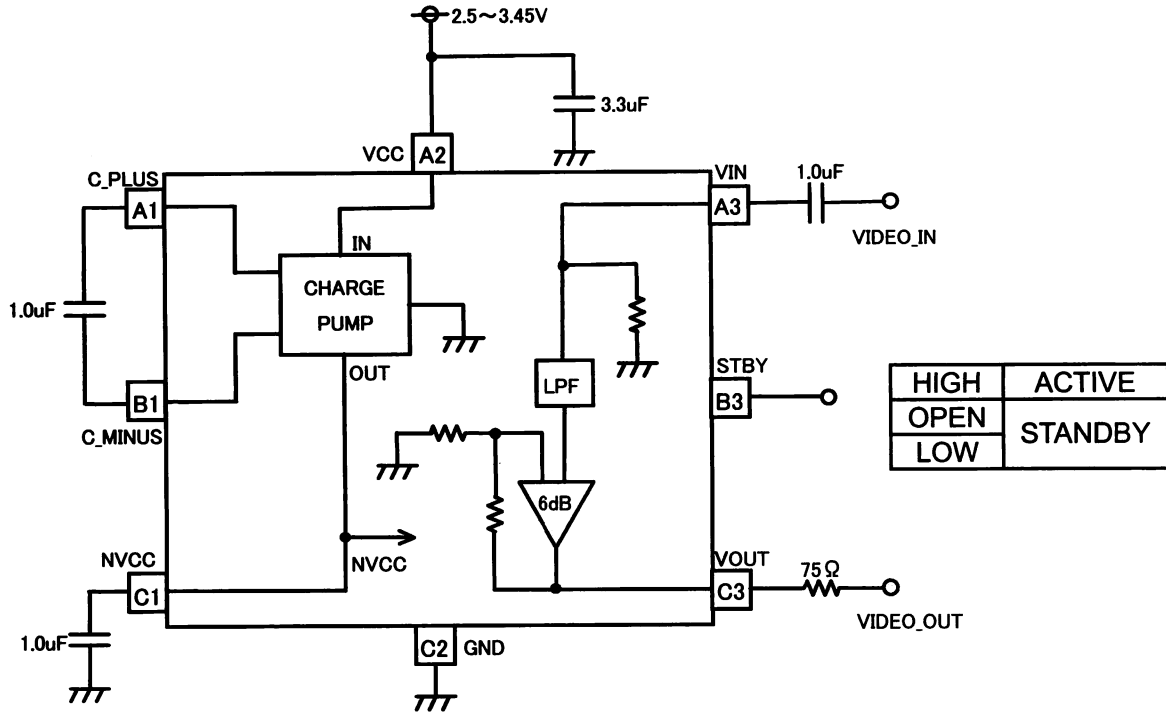 2.5～3.45V
3.3uF
VCC
A2
C_PLUS
A1
VIN
A3
1.0uF
VIDEO_IN
IN
CHARGE
PUMP
OUT
1.0uF
B1
C_MINUS
LPF
STBY
B3
HIGH ACTIVE
OPEN
STANDBY
LOW
6dB
NVCC
NVCC
C1
1.0uF
VOUT
C3
75Ω
VIDEO_OUT
C2
GND